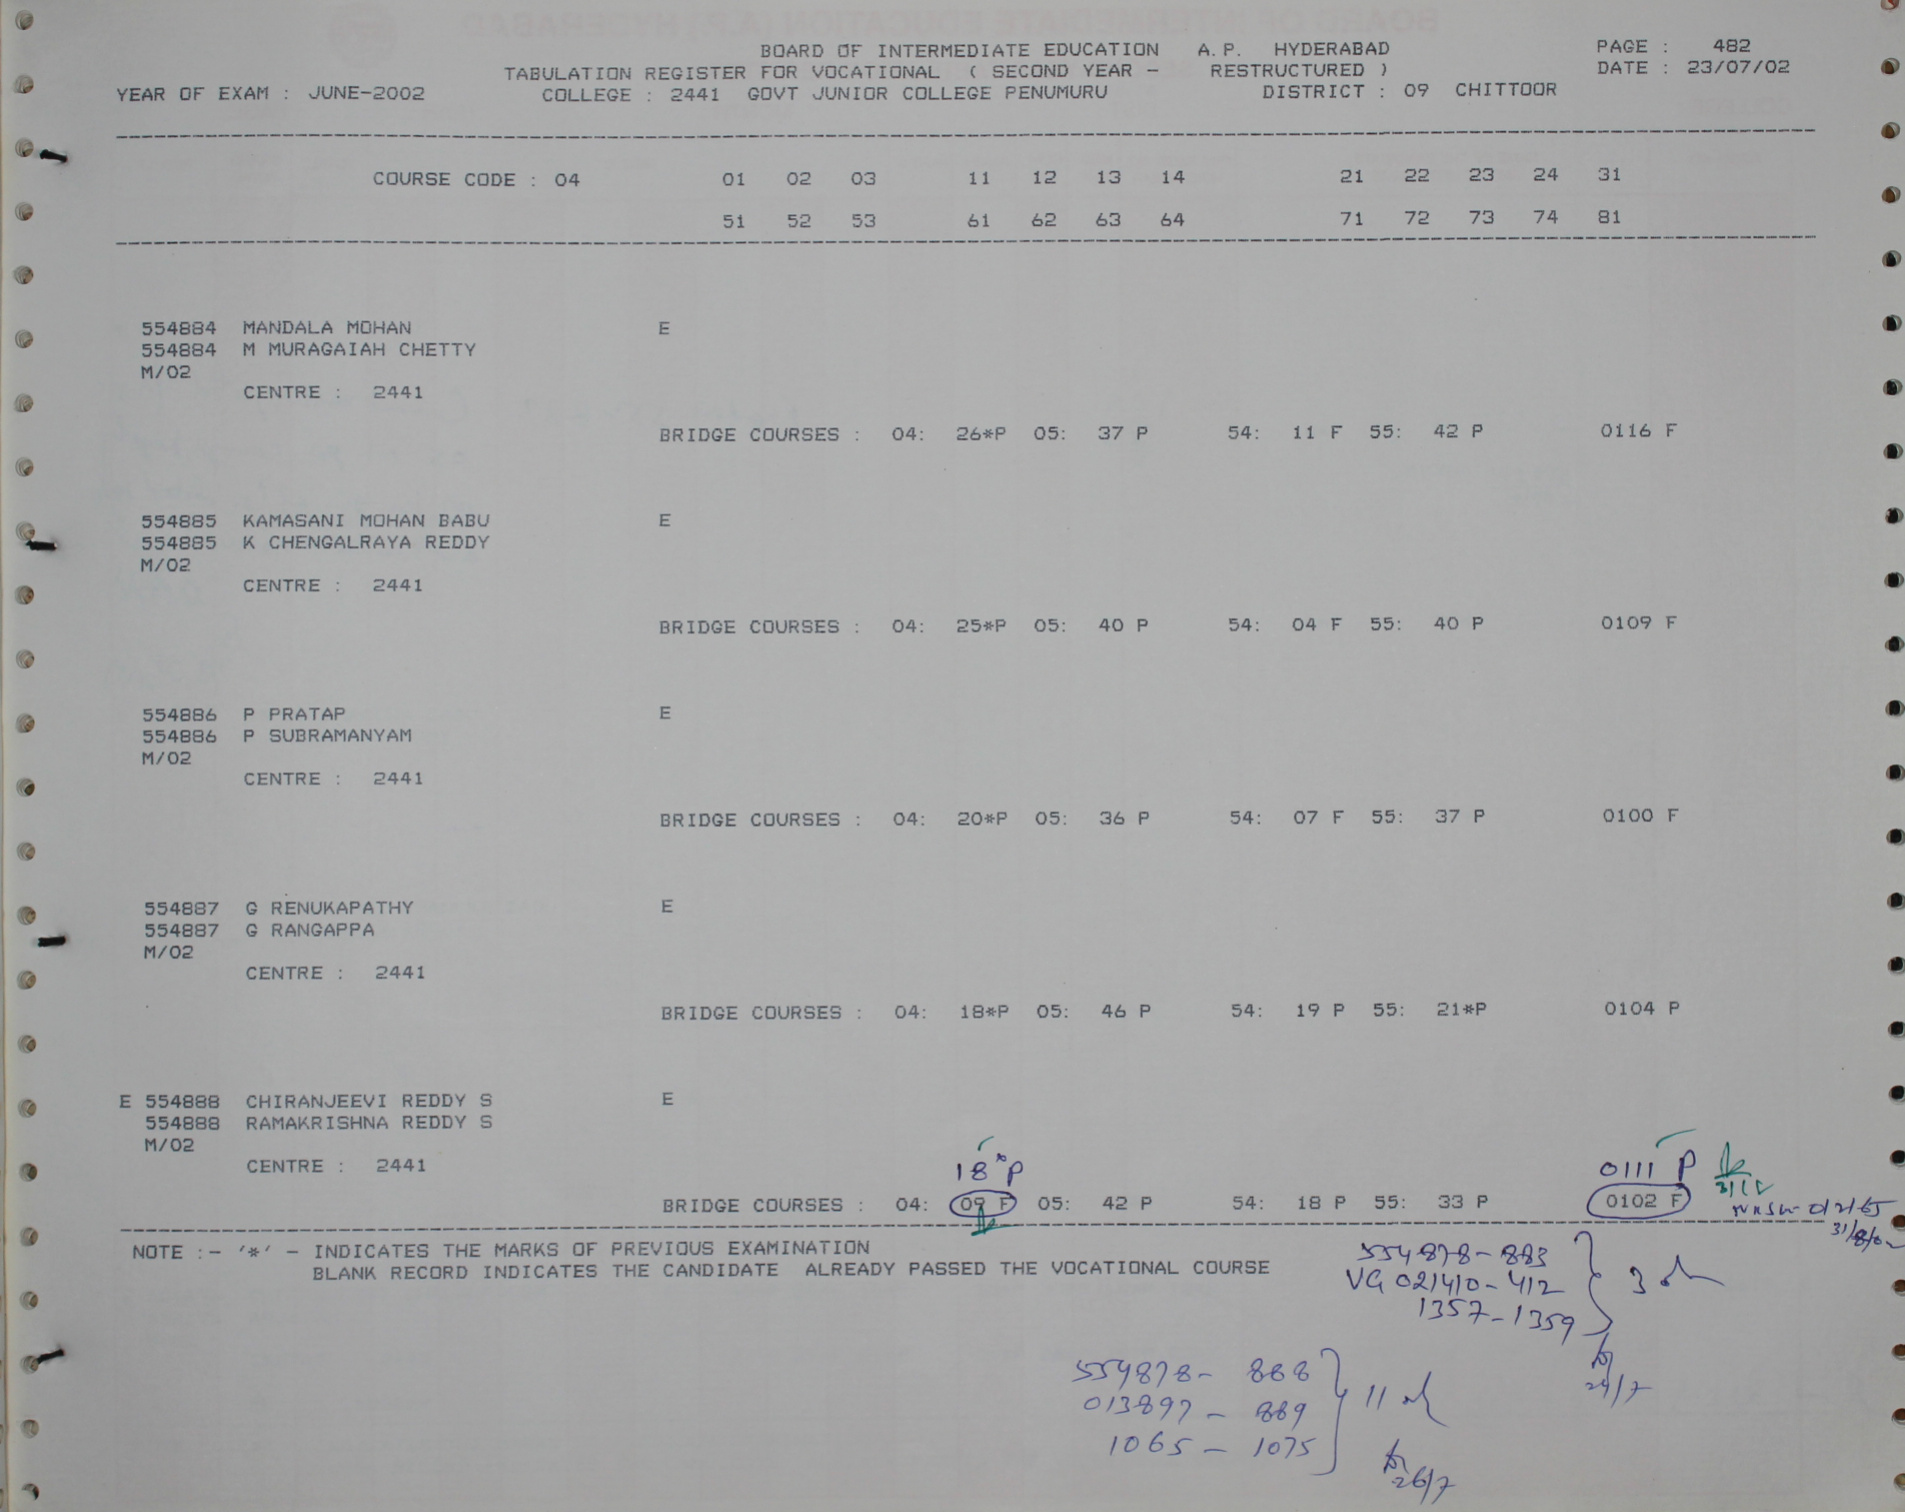 BOARD OF INTERMEDIATE EDUCATION A.P. HYDERABAD PAGE : 482
TABULATION REGISTER FOR VOCATIONAL ( SECOND YEAR - RESTRUCTURED ) DATE : 23/07/02
YEAR OF EXAM : JUNE-2002 COLLEGE : 2441 GOVT JUNIOR COLLEGE PENUMURU DISTRICT : 09 CHITTOOR
COURSE CODE : 04 01 02 03 11 12 13 14 21 22 23 24 31
51 52 53 61 62 63 64 71 72 73 74 81
554884 MANDALA MOHAN E
554884 M MURAGAIAH CHETTY
M/02
CENTRE : 2441
BRIDGE COURSES : 04: 26*P 05: 37 P 54: 11 F 55: 42 P 0116 F
554885 KAMASANI MOHAN BABU E
554885 K CHENGALRAYA REDDY
M/02
CENTRE : 2441
BRIDGE COURSES : 04: 25*P 05: 40 P 54: 04 F 55: 40 P 0109 F
554886 P PRATAP E
554886 P SUBRAMANYAM
M/02
CENTRE : 2441
BRIDGE COURSES : 04: 20*P 05: 36 P 54: 07 F 55: 37 P 0100 F
554887 G RENUKAPATHY E
554887 G RANGAPPA
M/02
CENTRE : 2441
BRIDGE COURSES : 04: 18*P 05: 46 P 54: 19 P 55: 21*P 0104 P
E 554888 CHIRANJEEVI REDDY S E
554888 RAMAKRISHNA REDDY S
M/02
CENTRE : 2441
18*P 0111 P
BRIDGE COURSES : 04: 09 F 05: 42 P 54: 18 P 55: 33 P 0102 F
NOTE :- '*' - INDICATES THE MARKS OF PREVIOUS EXAMINATION
BLANK RECORD INDICATES THE CANDIDATE ALREADY PASSED THE VOCATIONAL COURSE
554878-883
VG 021410-412 3
1357-1359
24/7
554878- 888
013897 - 889 11
1065 - 1075
26/7